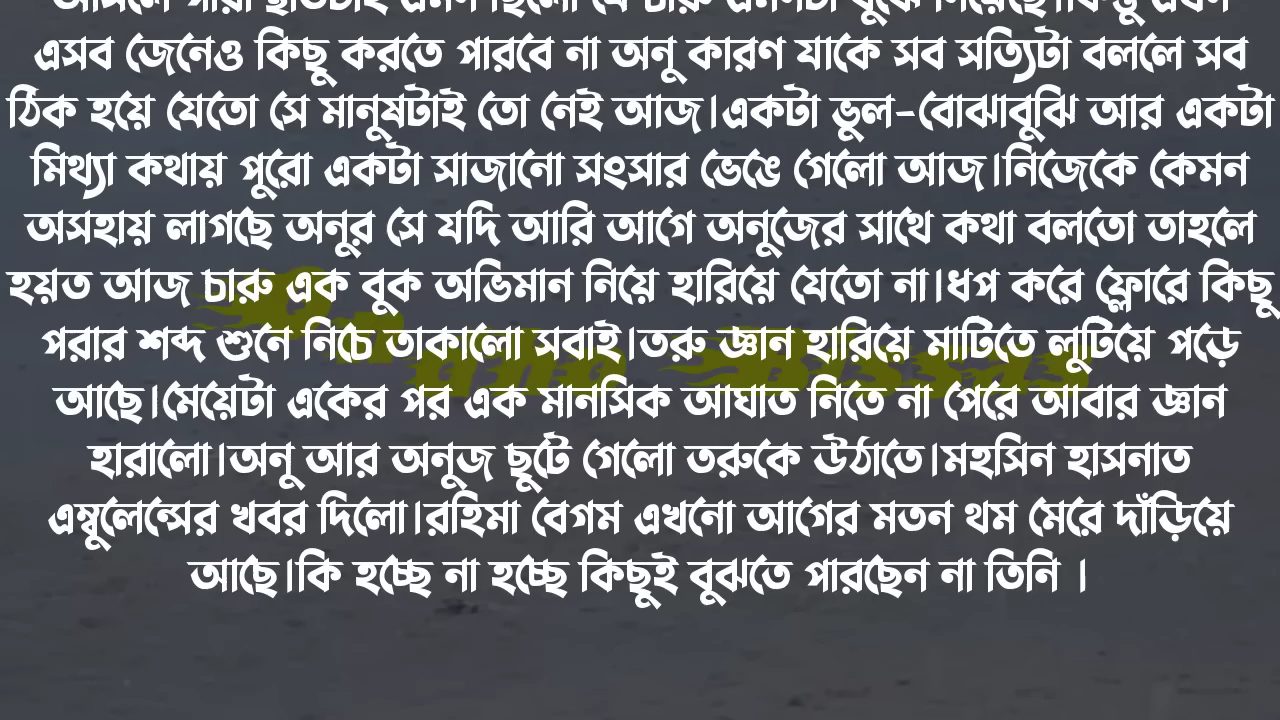 এসব জেনেও কিছু করতে পারবে না অনু কারণ যাকে সব সত্যিটা বললে সব
ঠিক হয়ে যেতো সে মানুষটাই তো নেই আজ।একটা ভুল-বোঝাবুঝি আর একটা
মিথ্যা কথায় পুরো একটা সাজানো সংসার ভেঙে গেলো আজ।নিজেকে কেমন
অসহায় লাগছে অনুর সে যদি আরি আগে অনুজের সাথে কথা বলতো তাহলে
হয়ত আজ চারু এক বুক অভিমান নিয়ে হারিয়ে যেতো না।ধপ করে ফ্লোরে কিছু
পরার শব্দ শুনে নিচে তাকালো সবাই।তরু জ্ঞান হারিয়ে মাটিতে লুটিয়ে পড়ে
আছে।মেয়েটা একের পর এক মানসিক আঘাত নিতে না পেরে আবার জ্ঞান
হারালো।অনু আর অনুজ ছুটে গেলো তরুকে উঠাতে।মহসিন হাসনাত
এম্বুলেন্সের খবর দিলো।রহিমা বেগম এখনো আগের মতন থম মেরে দাঁড়িয়ে
আছে।কি হচ্ছে না হচ্ছে কিছুই বুঝতে পারছেন না তিনি ।